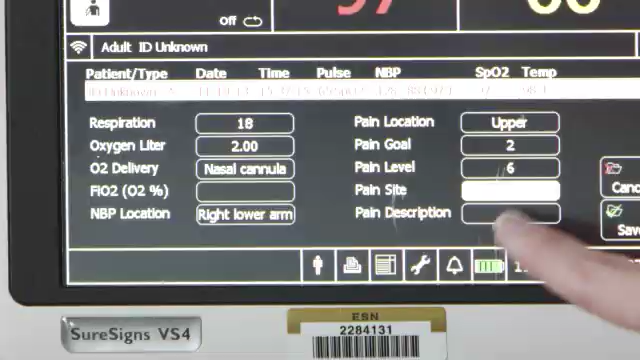 Off
Adult ID Unknown
Patient/Type Date Time Pulse NBP SpO2 Temp
ID Unknown A
Respiration 18 Pain Location Upper
Oxygen Liter 2.00 Pain Goal 2
O2 Delivery Nasal cannula Pain Level 6
FiO2 (O2 %) Pain Site
NBP Location Right lower arm Pain Description
SureSigns VS4
ESN
2284131